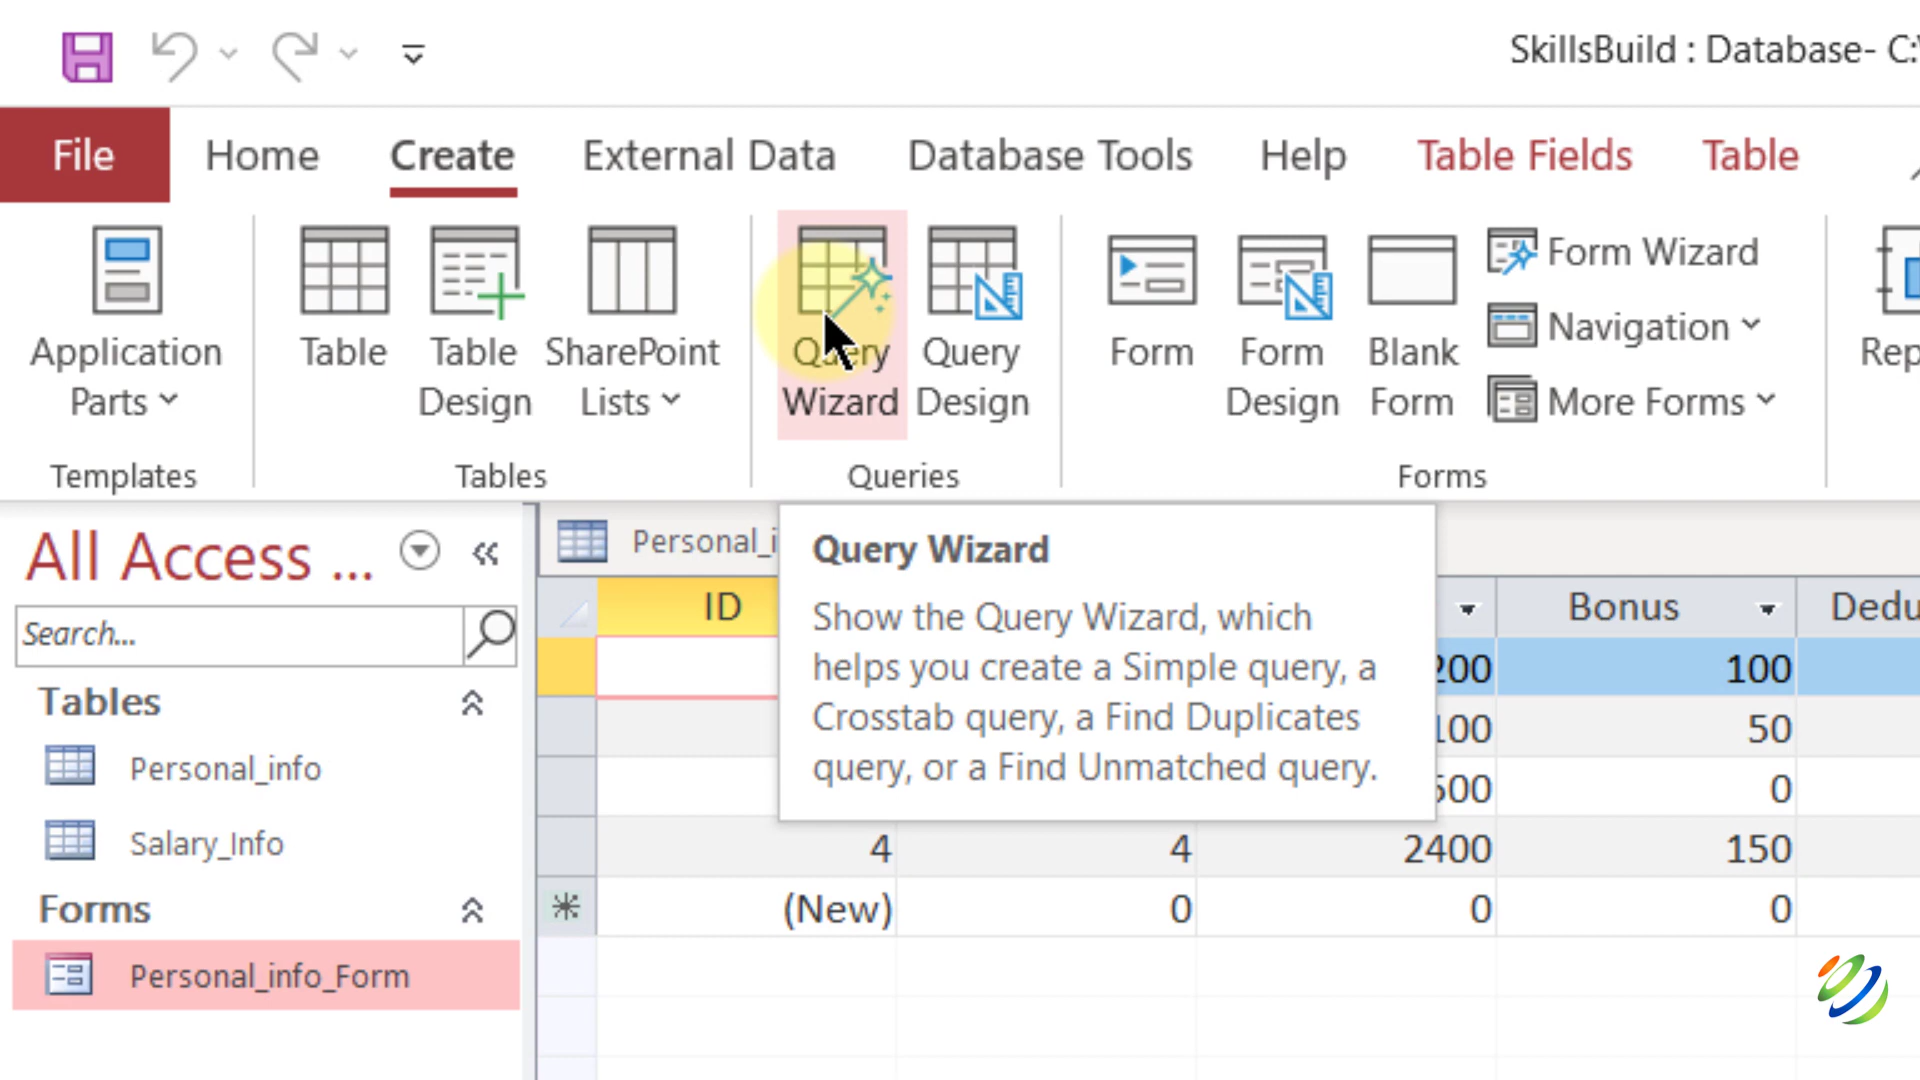 SkillsBuild : Database- C:\
File Home Create External Data Database Tools Help Table Fields Table
Application Parts
Table
Table Design
SharePoint Lists
Query Wizard
Query Design
Form
Form Design
Blank Form
Form Wizard
Navigation
More Forms
Templates Tables Queries Forms
All Access ...
Search...
Tables
Personal_info
Salary_Info
Forms
Personal_info_Form
Query Wizard
Show the Query Wizard, which
helps you create a Simple query, a
Crosstab query, a Find Duplicates
query, or a Find Unmatched query.
ID Bonus
100
50
0
4 4 2400 150
(New) 0 0 0